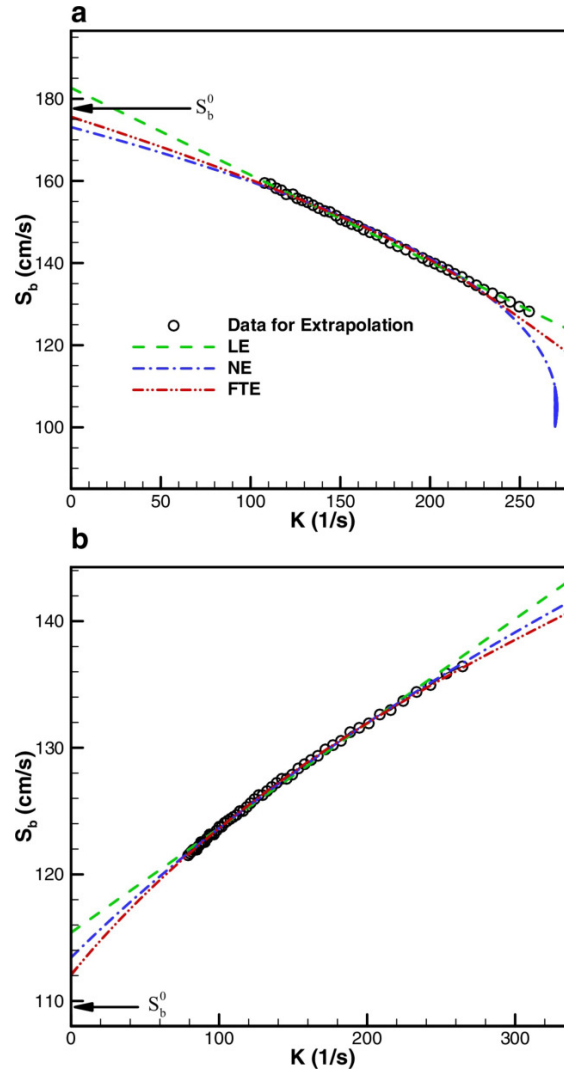 a
180
S_b^0
160
140
120
100
S_b (cm/s)
Data for Extrapolation
LE
NE
FTE
0 50 100 150 200 250
K (1/s)
b
140
130
120
110
S_b (cm/s)
S_b^0
0 100 200 300
K (1/s)